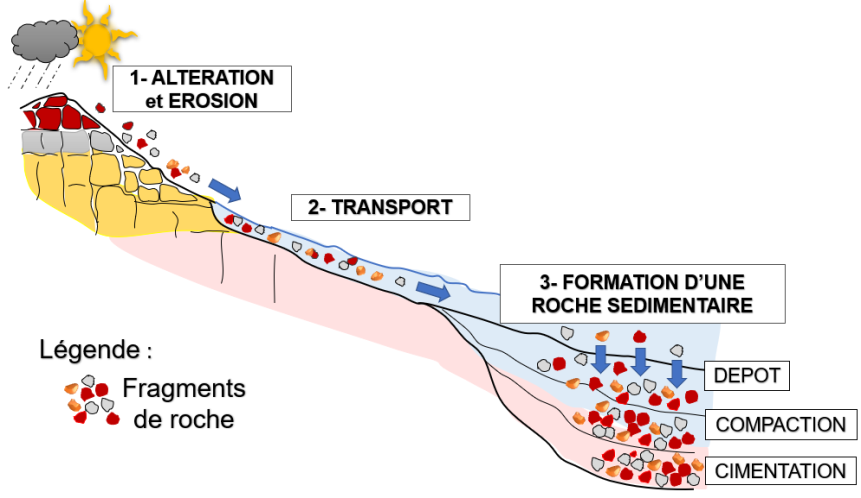 1- ALTERATION
et EROSION
2- TRANSPORT
3- FORMATION D'UNE
ROCHE SEDIMENTAIRE
Légende :
Fragments
de roche
DEPOT
COMPACTION
CIMENTATION